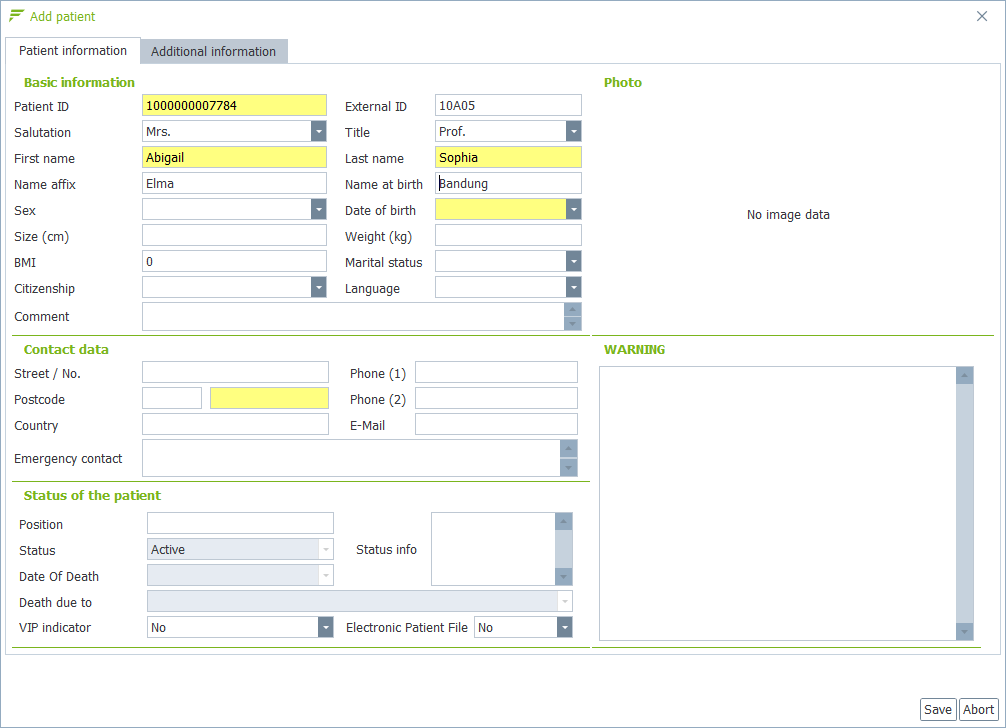 Add patient
Patient information Additional information
Basic information Photo
Patient ID 1000000007784 External ID 10A05
Salutation Mrs. Title Prof.
First name Abigail Last name Sophia
Name affix Elma Name at birth Bandung
Sex Date of birth
No image data
Size (cm) Weight (kg)
BMI 0 Marital status
Citizenship Language
Comment
Contact data WARNING
Street / No. Phone (1)
Postcode Phone (2)
Country E-Mail
Emergency contact
Status of the patient
Position
Status Active Status info
Date Of Death
Death due to
VIP indicator No Electronic Patient File No
Save Abort